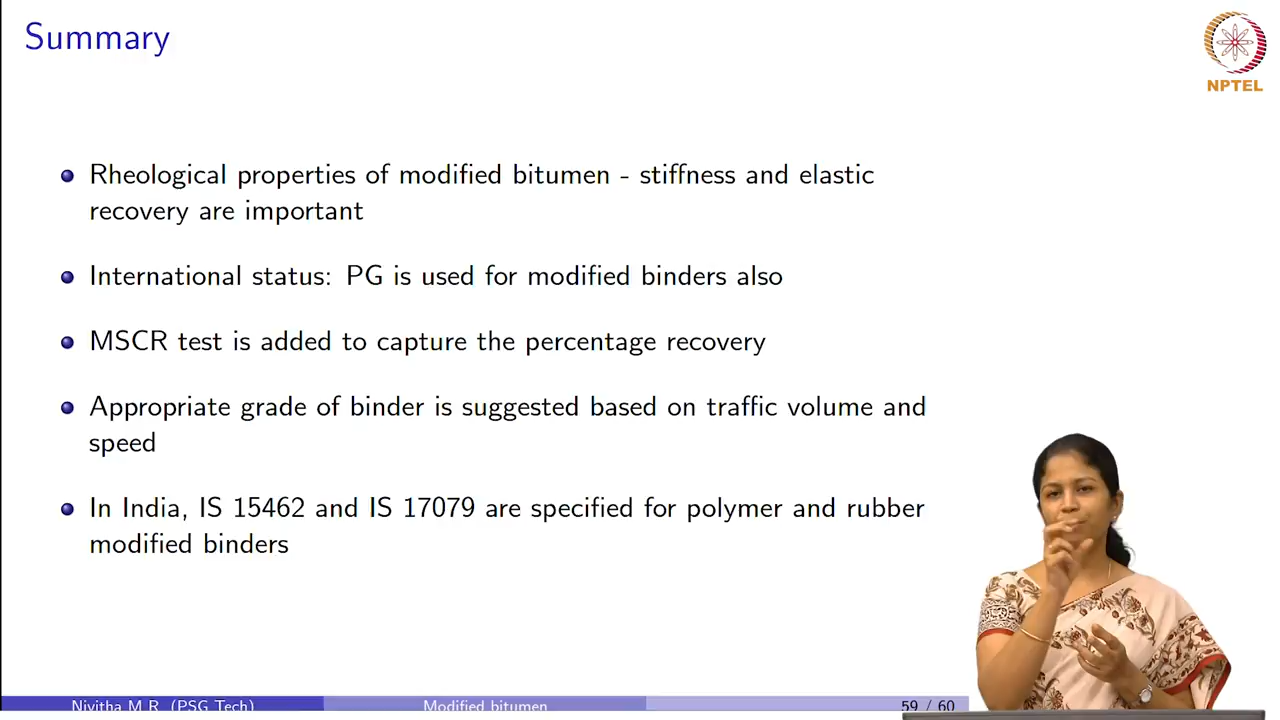 Summary
NPTEL
Rheological properties of modified bitumen - stiffness and elastic
recovery are important
International status: PG is used for modified binders also
MSCR test is added to capture the percentage recovery
Appropriate grade of binder is suggested based on traffic volume and
speed
In India, IS 15462 and IS 17079 are specified for polymer and rubber
modified binders
Nivitha M.R. (PSG Tech)
Modified bitumen
59 / 60